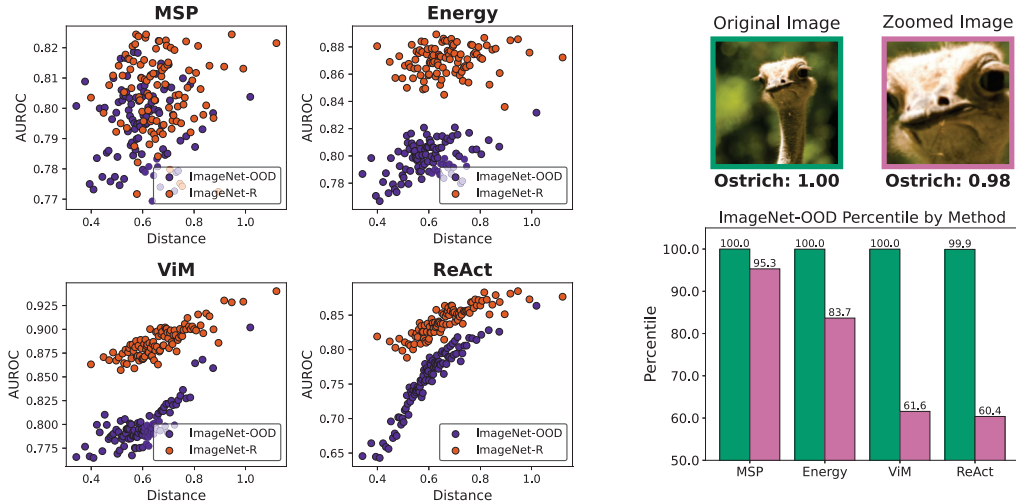 MSP
0.82
0.81
0.80
0.79
0.78
0.77
AUROC
0.4
0.6
0.8
1.0
Distance
ImageNet-OOD
ImageNet-R
Energy
0.88
0.86
0.84
0.82
0.80
0.78
AUROC
0.4
0.6
0.8
1.0
Distance
ImageNet-OOD
ImageNet-R
ViM
0.925
0.900
0.875
0.850
0.825
0.800
0.775
AUROC
0.4
0.6
0.8
1.0
Distance
ImageNet-OOD
ImageNet-R
ReAct
0.85
0.80
0.75
0.70
0.65
AUROC
0.4
0.6
0.8
1.0
Distance
ImageNet-OOD
ImageNet-R
Original Image
Ostrich: 1.00
Zoomed Image
Ostrich: 0.98
ImageNet-OOD Percentile by Method
100.0
90.0
80.0
70.0
60.0
50.0
Percentile
100.0
95.3
100.0
83.7
100.0
61.6
99.9
60.4
MSP
Energy
ViM
ReAct